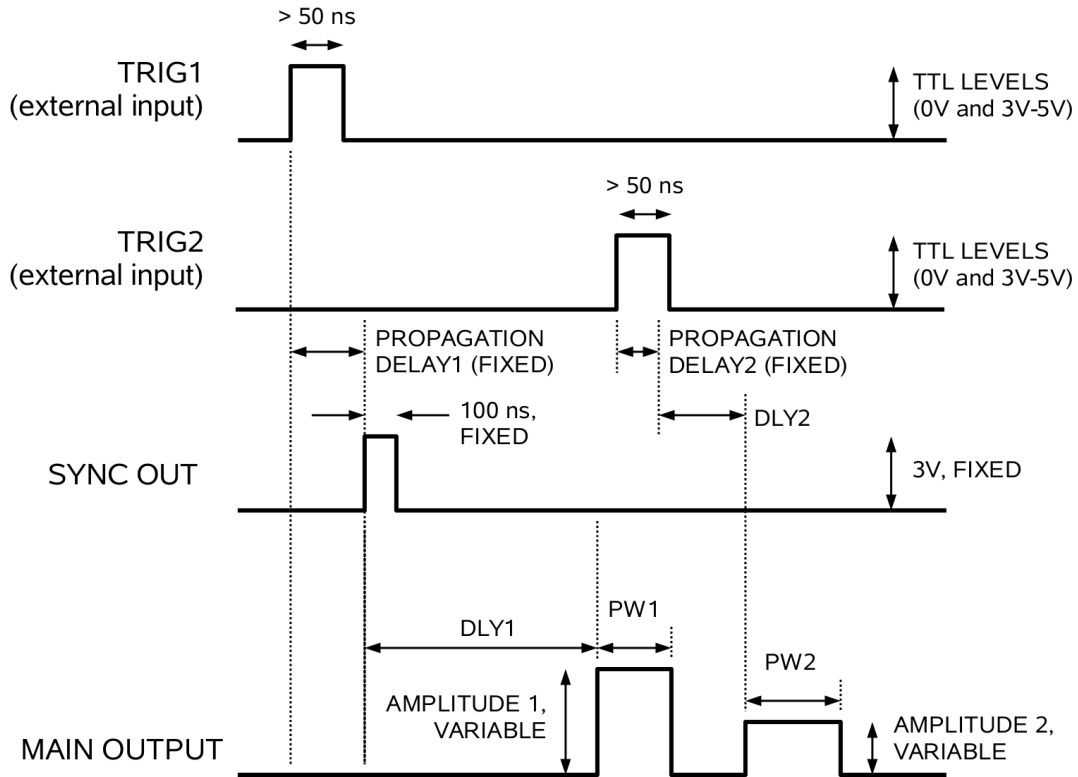 > 50 ns
TRIG1
(external input)
TTL LEVELS
(0V and 3V-5V)
> 50 ns
TRIG2
(external input)
TTL LEVELS
(0V and 3V-5V)
PROPAGATION
DELAY1 (FIXED)
PROPAGATION
DELAY2 (FIXED)
100 ns,
FIXED
DLY2
SYNC OUT
3V, FIXED
PW1
DLY1
PW2
AMPLITUDE 1,
VARIABLE
AMPLITUDE 2,
VARIABLE
MAIN OUTPUT